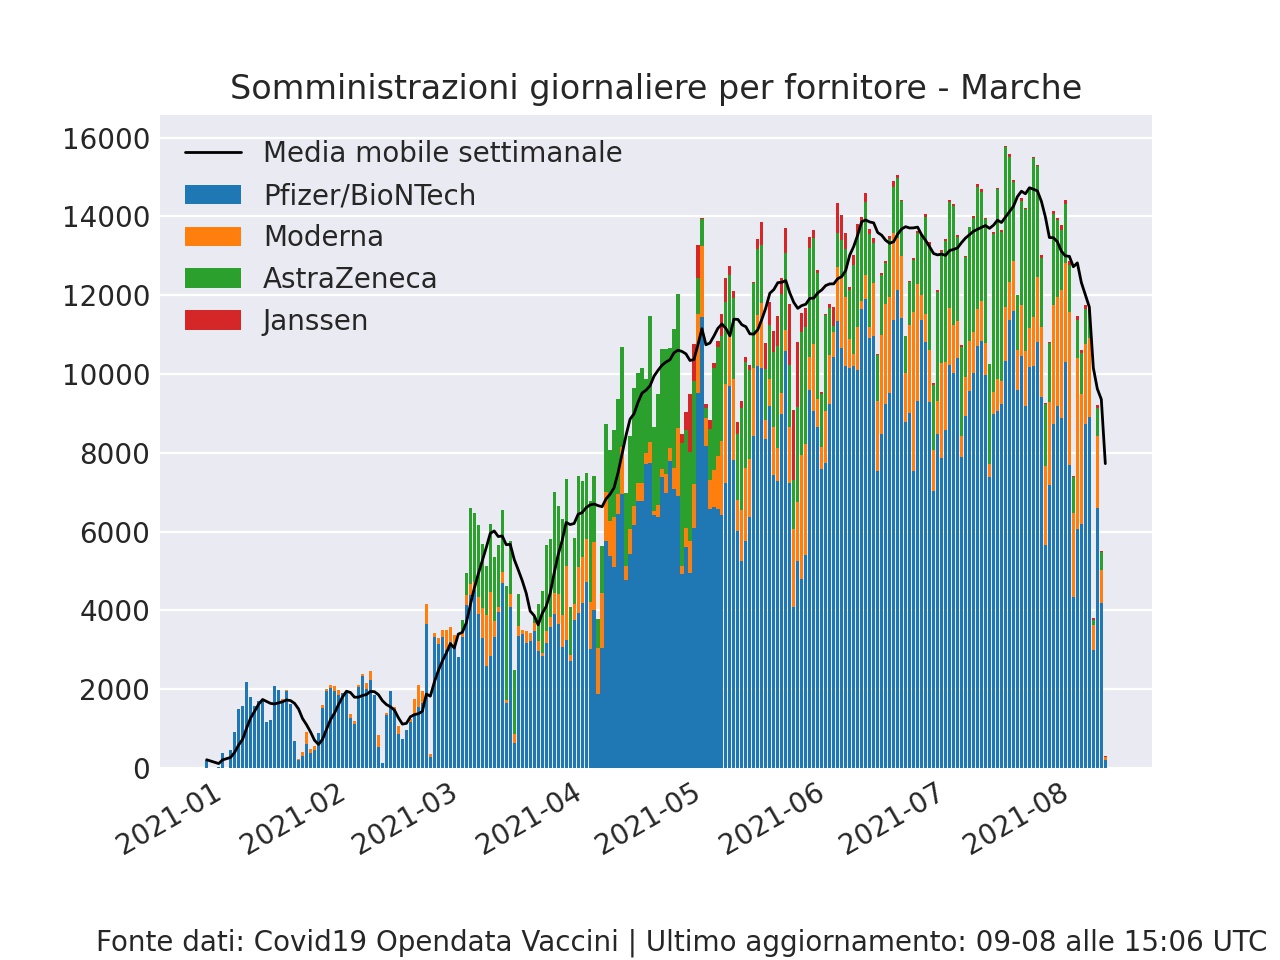 Somministrazioni giornaliere per fornitore - Marche
16000
14000
12000
10000
8000
6000
4000
2000
0
Media mobile settimanale
Pfizer/BioNTech
Moderna
AstraZeneca
Janssen
2021-01
2021-02
2021-03
2021-04
2021-05
2021-06
2021-07
2021-08
Fonte dati: Covid19 Opendata Vaccini | Ultimo aggiornamento: 09-08 alle 15:06 UTC